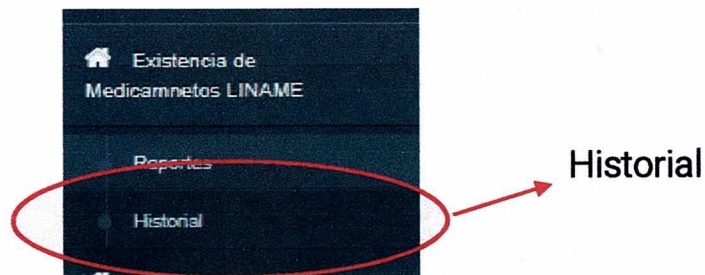 Existencia de
Medicamnetos LINAME
Reportes
Historial
Historial